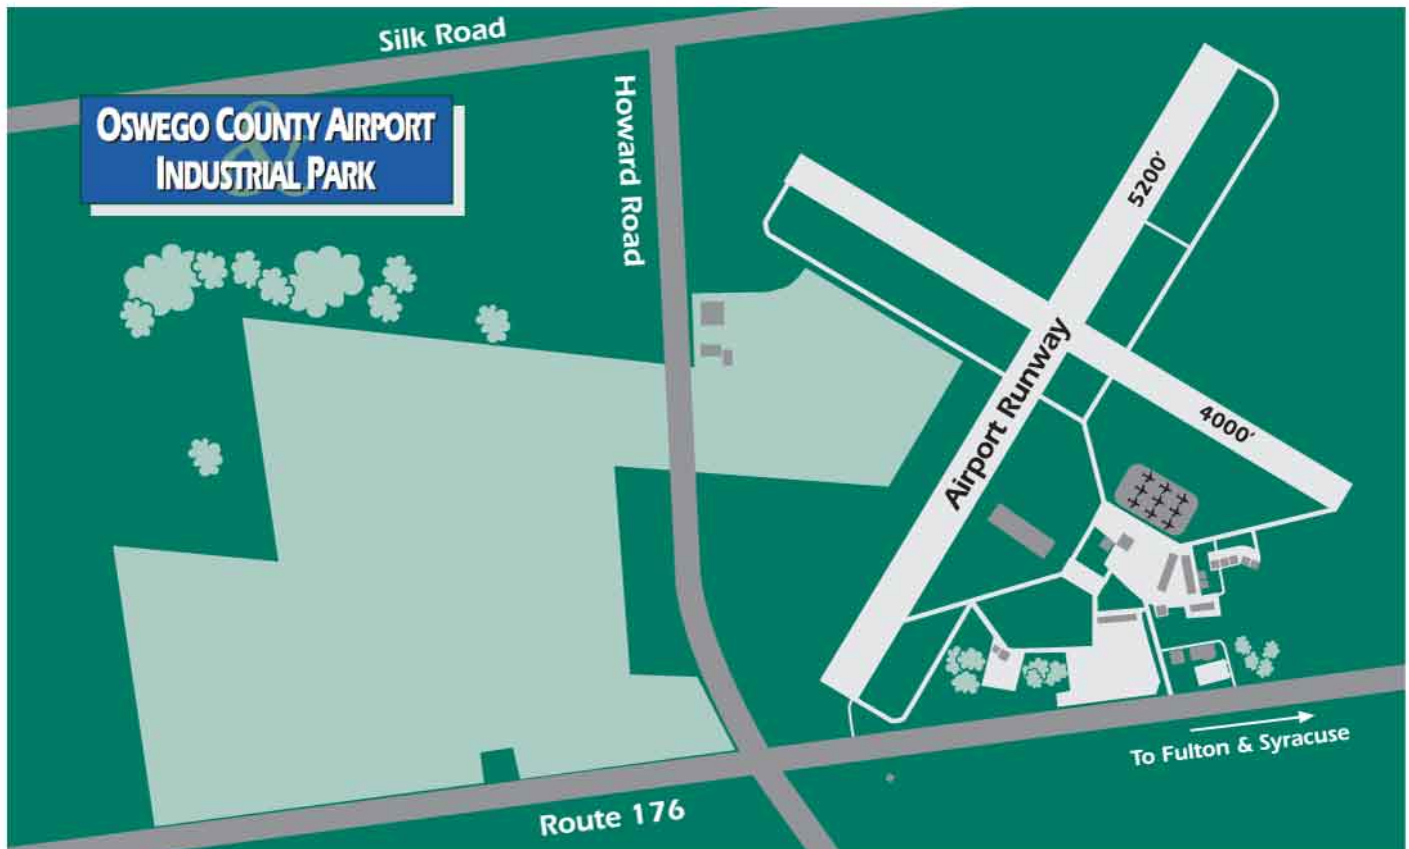 Silk Road
OSWEGO COUNTY AIRPORT
&
INDUSTRIAL PARK
Howard Road
5200'
Airport Runway
4000'
To Fulton & Syracuse
Route 176